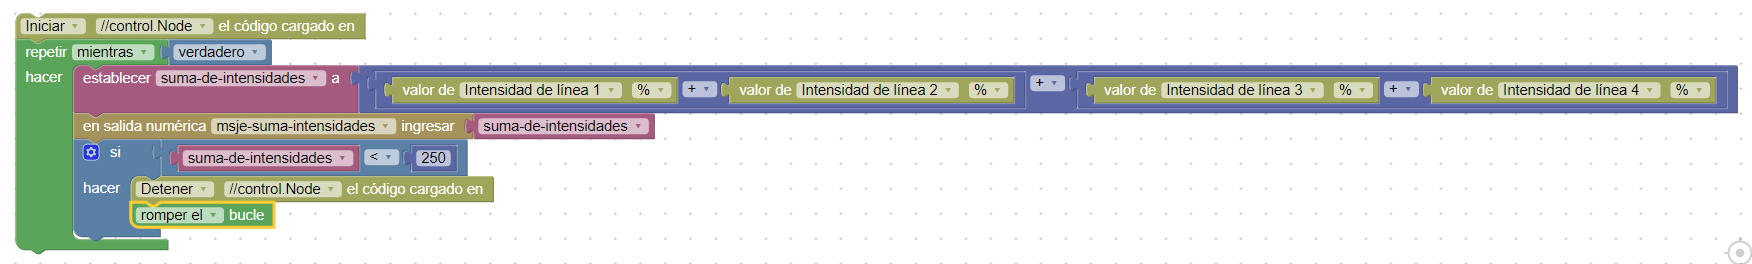 Iniciar //control.Node el código cargado en
repetir mientras verdadero
hacer establecer suma-de-intensidades a valor de Intensidad de línea 1 % + valor de Intensidad de línea 2 % + valor de Intensidad de línea 3 % + valor de Intensidad de línea 4 %
en salida numérica msje-suma-intensidades ingresar suma-de-intensidades
si suma-de-intensidades < 250
hacer Detener //control.Node el código cargado en
romper el bucle